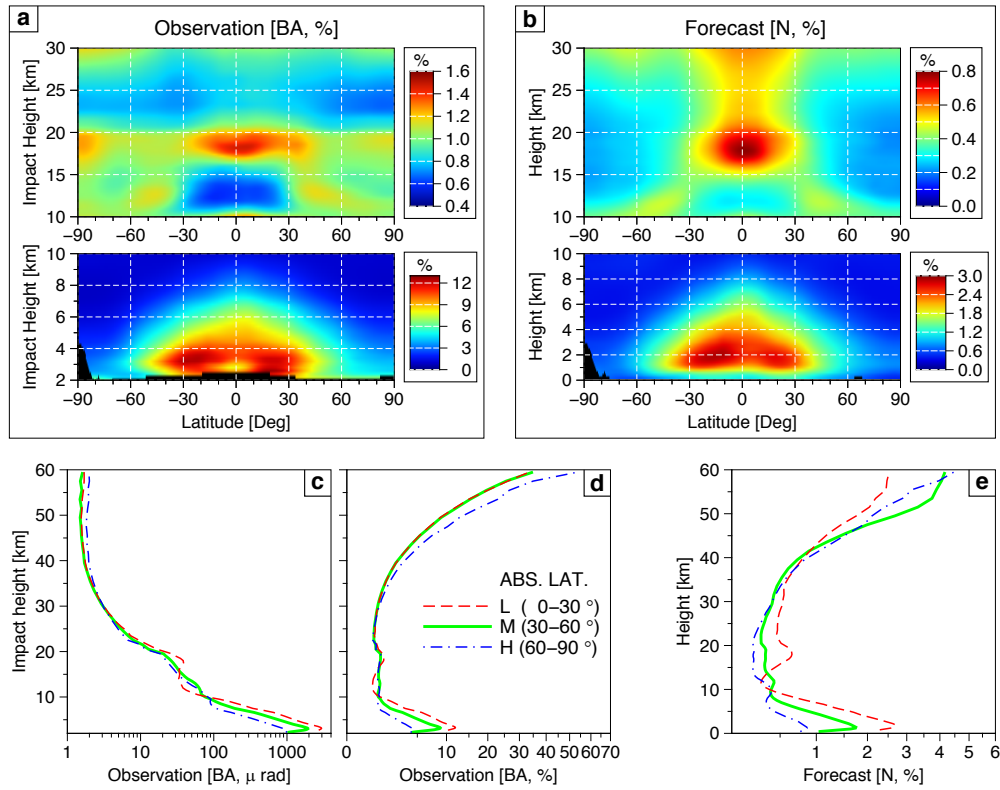 a
Observation [BA, %]
Impact Height [km]
30
25
20
15
10
−90 −60 −30 0 30 60 90
%
1.6
1.4
1.2
1.0
0.8
0.6
0.4
Impact Height [km]
10
8
6
4
2
−90 −60 −30 0 30 60 90
Latitude [Deg]
%
12
9
6
3
0
b
Forecast [N, %]
Height [km]
30
25
20
15
10
−90 −60 −30 0 30 60 90
%
0.8
0.6
0.4
0.2
0.0
Height [km]
10
8
6
4
2
0
−90 −60 −30 0 30 60 90
Latitude [Deg]
%
3.0
2.4
1.8
1.2
0.6
0.0
c
Impact height [km]
60
50
40
30
20
10
1 10 100 1000
Observation [BA, μ rad]
d
ABS. LAT.
L ( 0−30 °)
M (30−60 °)
H (60−90 °)
0 10 20 30 40 50 60 70
Observation [BA, %]
e
Height [km]
60
50
40
30
20
10
0
1 2 3 4 5 6
Forecast [N, %]